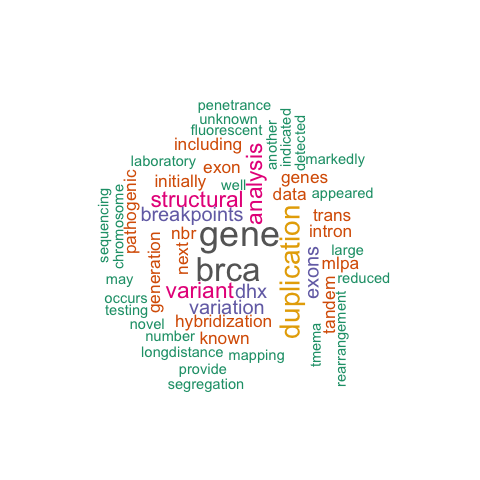 penetrance
unknown
fluorescent
including
another
indicated
detected
laboratory
exon
analysis
markedly
initially
well
genes
pathogenic
structural
data
appeared
sequencing
chromosome
breakpoints
duplication
trans
nbr
gene
intron
generation
next
brca
exons
large
mlpa
may
variant
dhx
reduced
occurs
variation
tandem
testing
novel
hybridization
number
known
tmema
rearrangement
longdistance
mapping
provide
segregation